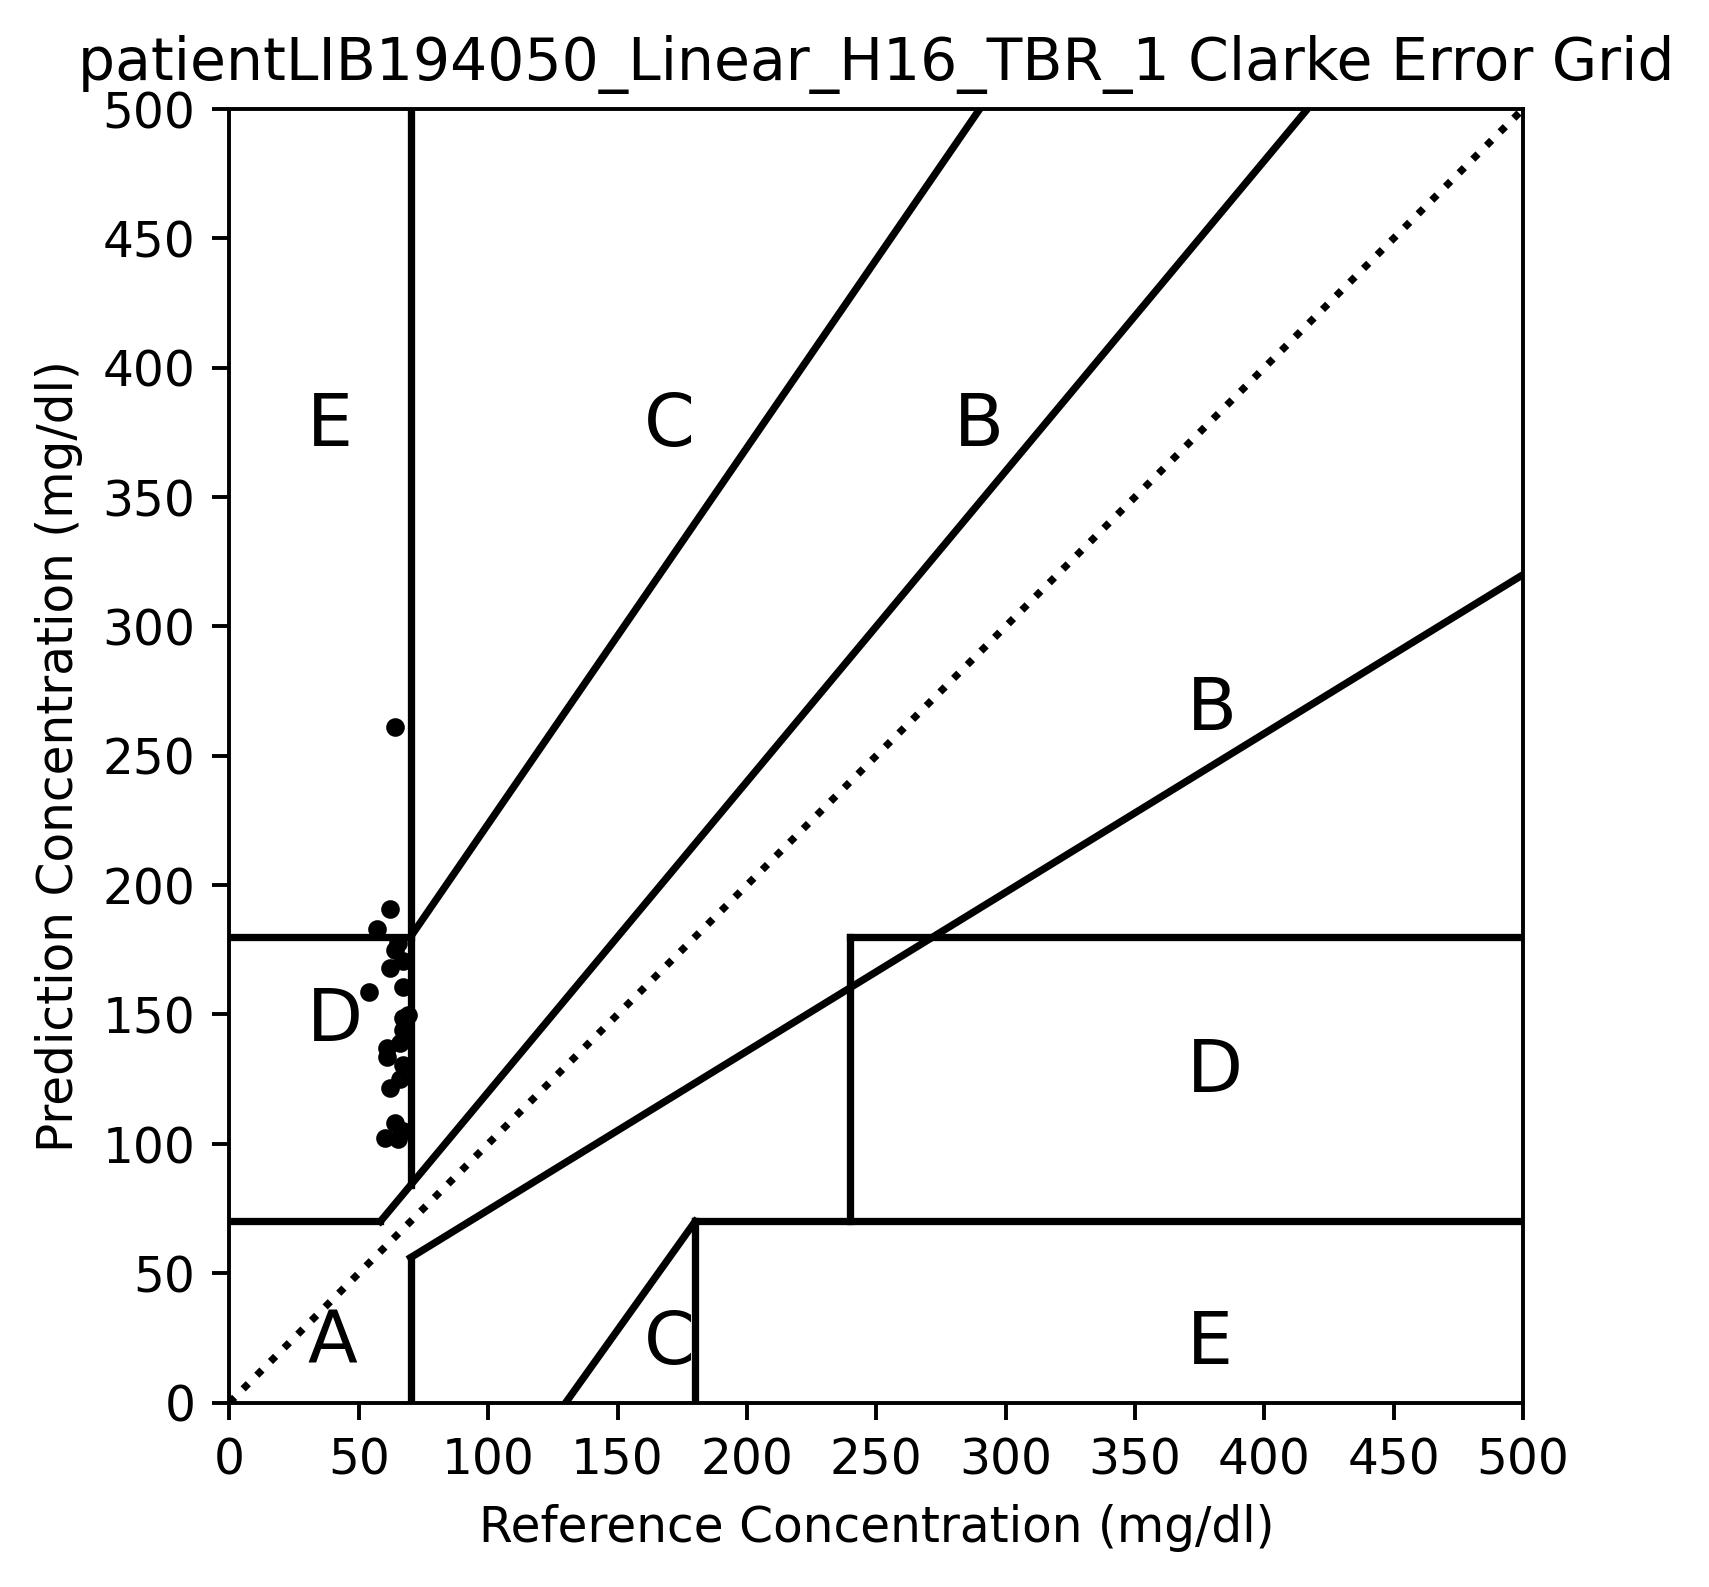 patientLIB194050_Linear_H16_TBR_1 Clarke Error Grid
500
450
400
350
300
250
200
150
100
50
0
Prediction Concentration (mg/dl)
E
C
B
B
D
D
A
C
E
0 50 100 150 200 250 300 350 400 450 500
Reference Concentration (mg/dl)